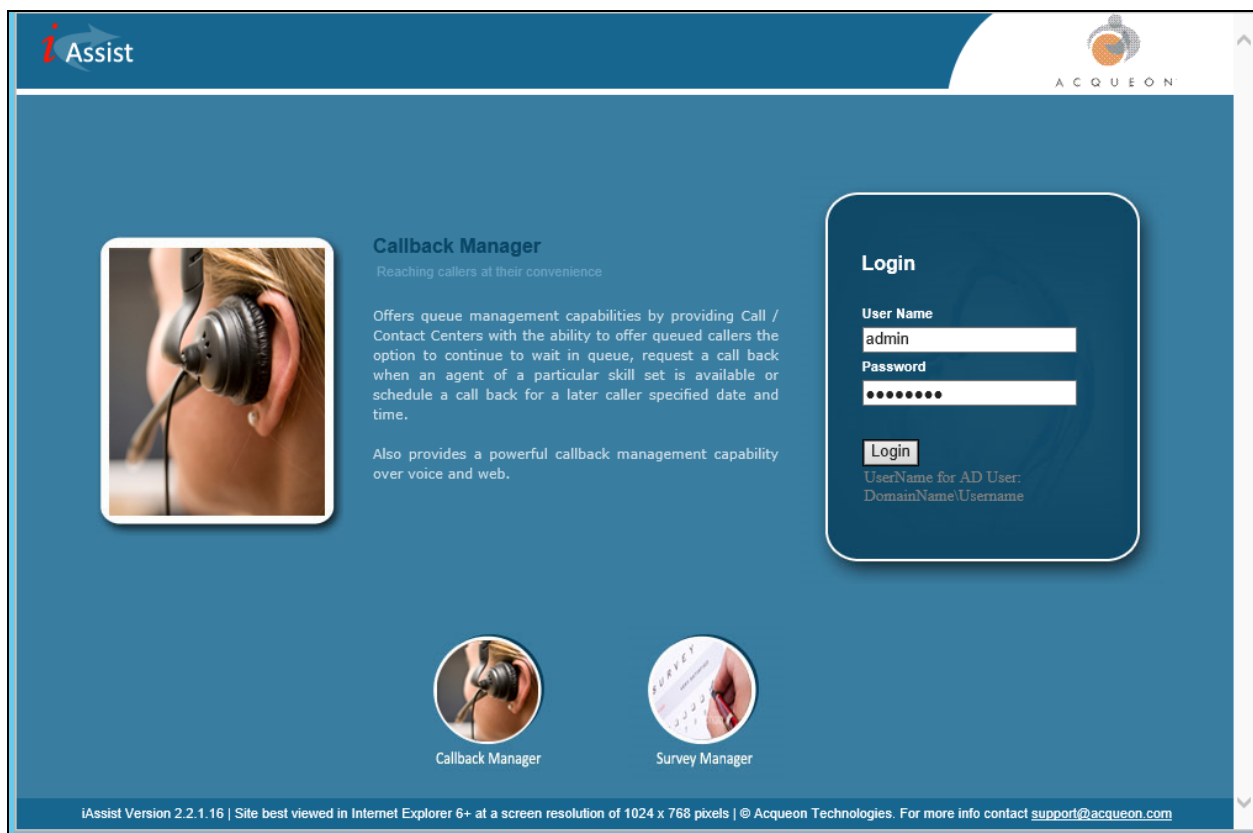 i Assist
ACQUEON
Callback Manager
Reaching callers at their convenience
Offers queue management capabilities by providing Call /
Contact Centers with the ability to offer queued callers the
option to continue to wait in queue, request a call back
when an agent of a particular skill set is available or
schedule a call back for a later caller specified date and
time.
Also provides a powerful callback management capability
over voice and web.
Login
User Name
admin
Password
●●●●●●●●
Login
UserName for AD User:
DomainName\Username
SURVEY
Callback Manager
Survey Manager
iAssist Version 2.2.1.16 | Site best viewed in Internet Explorer 6+ at a screen resolution of 1024 x 768 pixels | © Acqueon Technologies. For more info contact support@acqueon.com